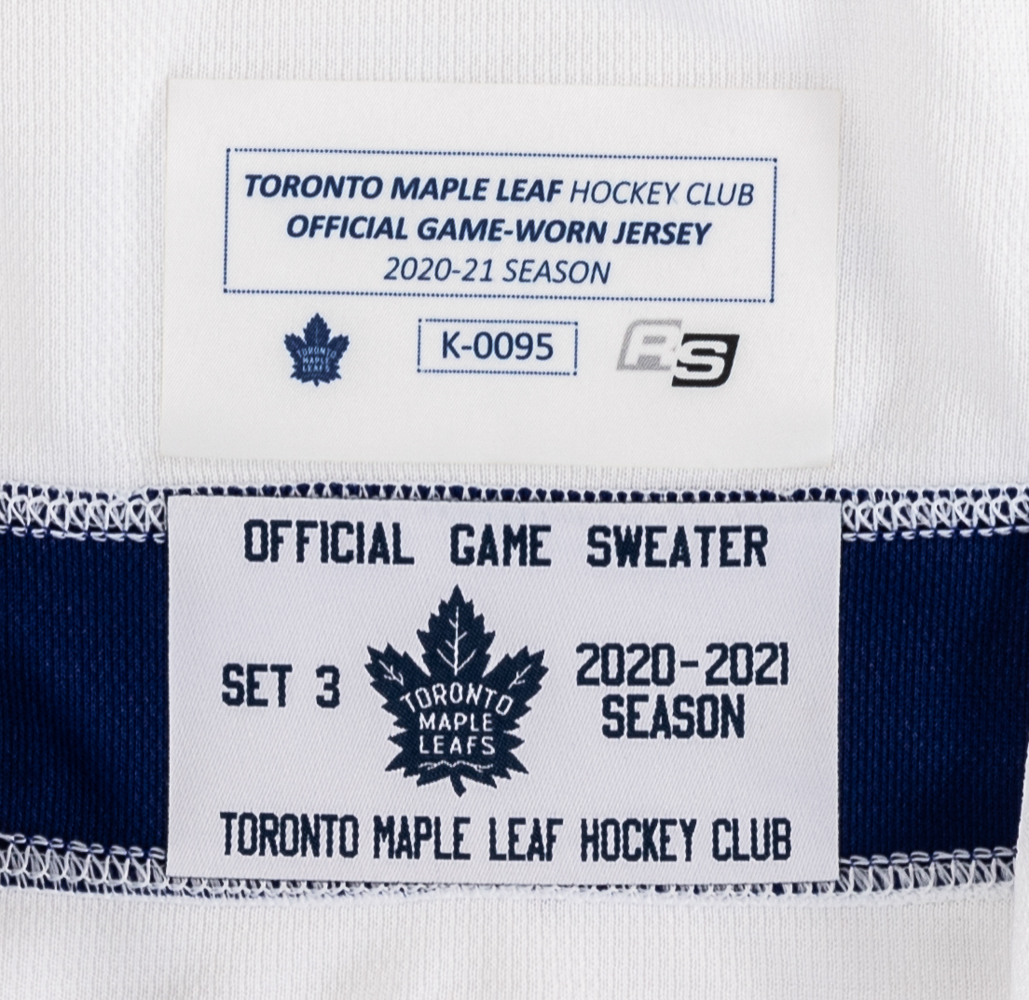 TORONTO MAPLE LEAF HOCKEY CLUB
OFFICIAL GAME-WORN JERSEY
2020-21 SEASON
TORONTO
MAPLE
LEAFS
K-0095
RS
OFFICIAL GAME SWEATER
SET 3
TORONTO
MAPLE
LEAFS
2020-2021
SEASON
TORONTO MAPLE LEAF HOCKEY CLUB